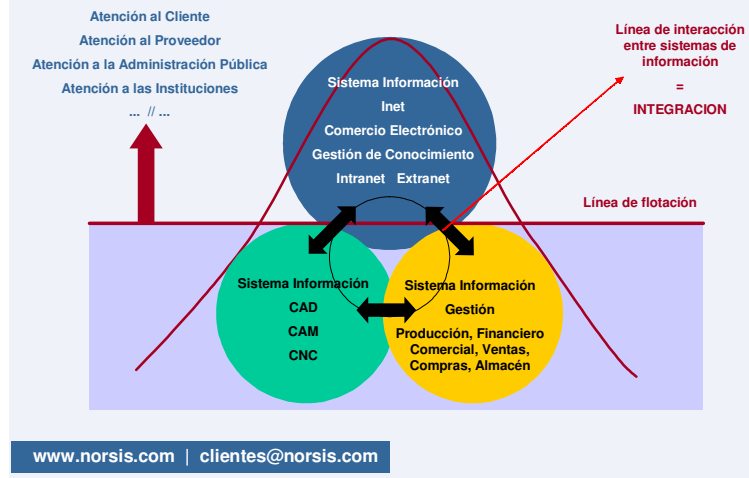 Atención al Cliente
Atención al Proveedor
Atención a la Administración Pública
Atención a las Instituciones
... // ...
Línea de interacción
entre sistemas de
información
=
INTEGRACION
Sistema Información
Inet
Comercio Electrónico
Gestión de Conocimiento
Intranet Extranet
Línea de flotación
Sistema Información
CAD
CAM
CNC
Sistema Información
Gestión
Producción, Financiero
Comercial, Ventas,
Compras, Almacén
www.norsis.com | clientes@norsis.com